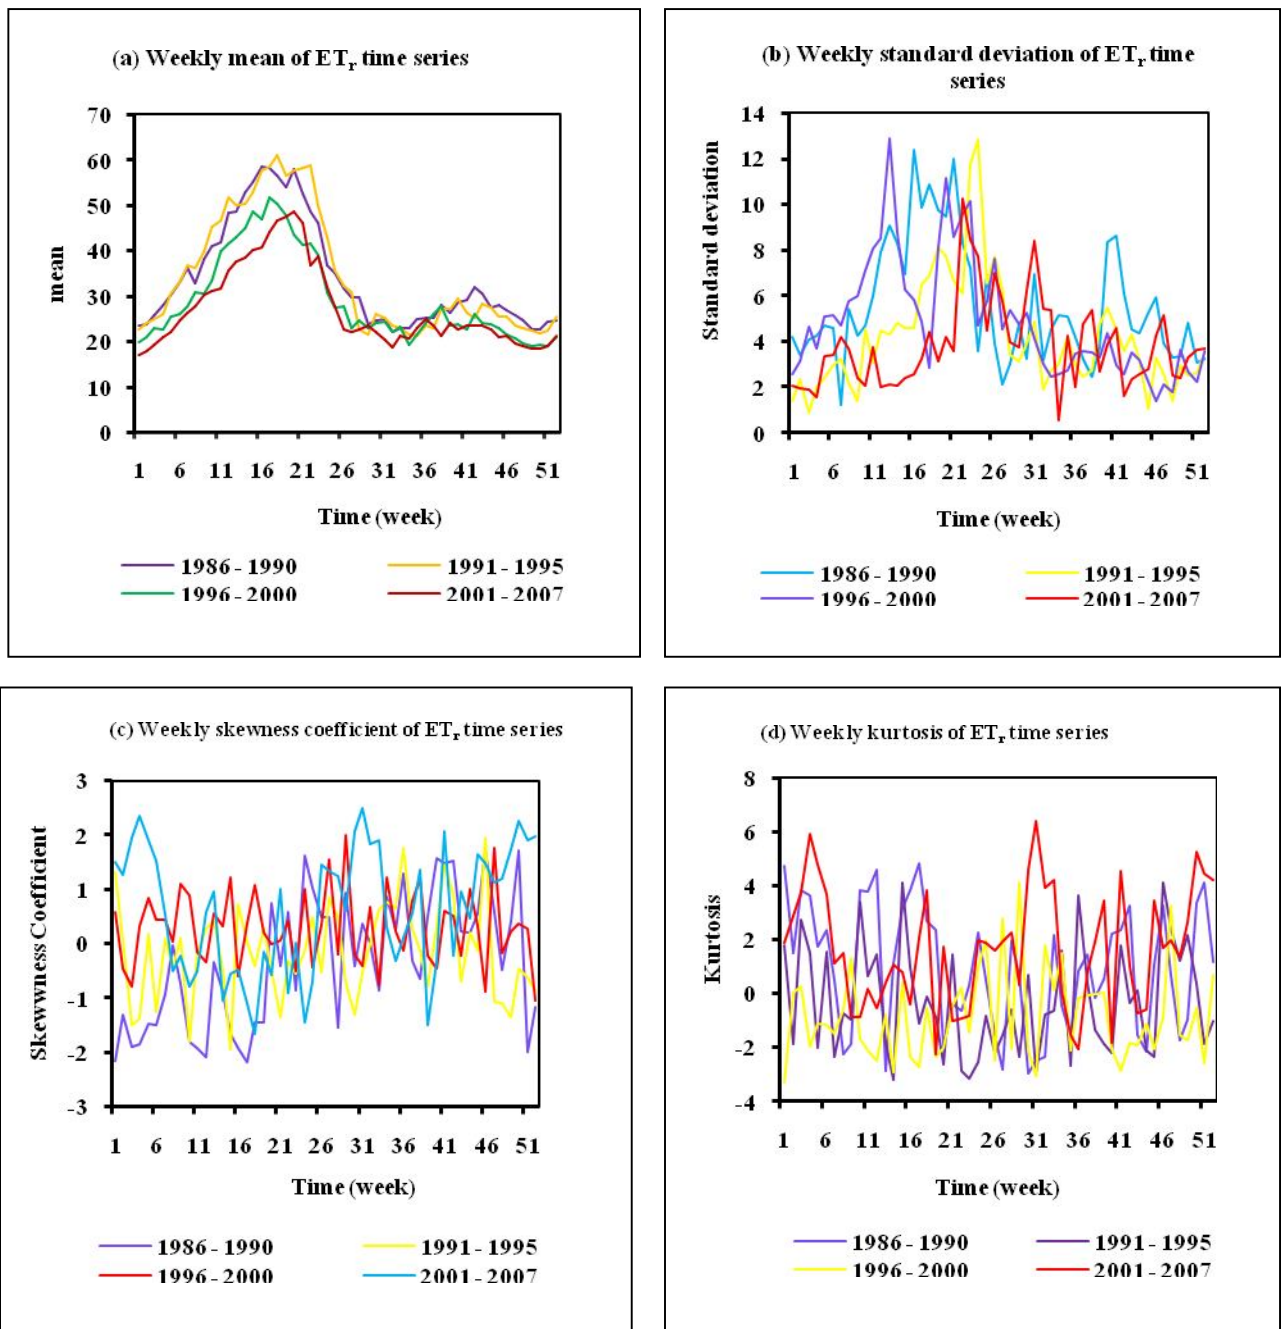 (a) Weekly mean of ETr time series
70
60
50
40
30
20
10
0
mean
1 6 11 16 21 26 31 36 41 46 51
Time (week)
1986 - 1990 1991 - 1995
1996 - 2000 2001 - 2007
(b) Weekly standard deviation of ETr time
series
14
12
10
8
6
4
2
0
Standard deviation
1 6 11 16 21 26 31 36 41 46 51
Time (week)
1986 - 1990 1991 - 1995
1996 - 2000 2001 - 2007
(c) Weekly skewness coefficient of ETr time series
3
2
1
0
-1
-2
-3
Skewwness Coefficient
1 6 11 16 21 26 31 36 41 46 51
Time (week)
1986 - 1990 1991 - 1995
1996 - 2000 2001 - 2007
(d) Weekly kurtosis of ETr time series
8
6
4
2
0
-2
-4
Kurtosis
1 6 11 16 21 26 31 36 41 46 51
Time (week)
1986 - 1990 1991 - 1995
1996 - 2000 2001 - 2007